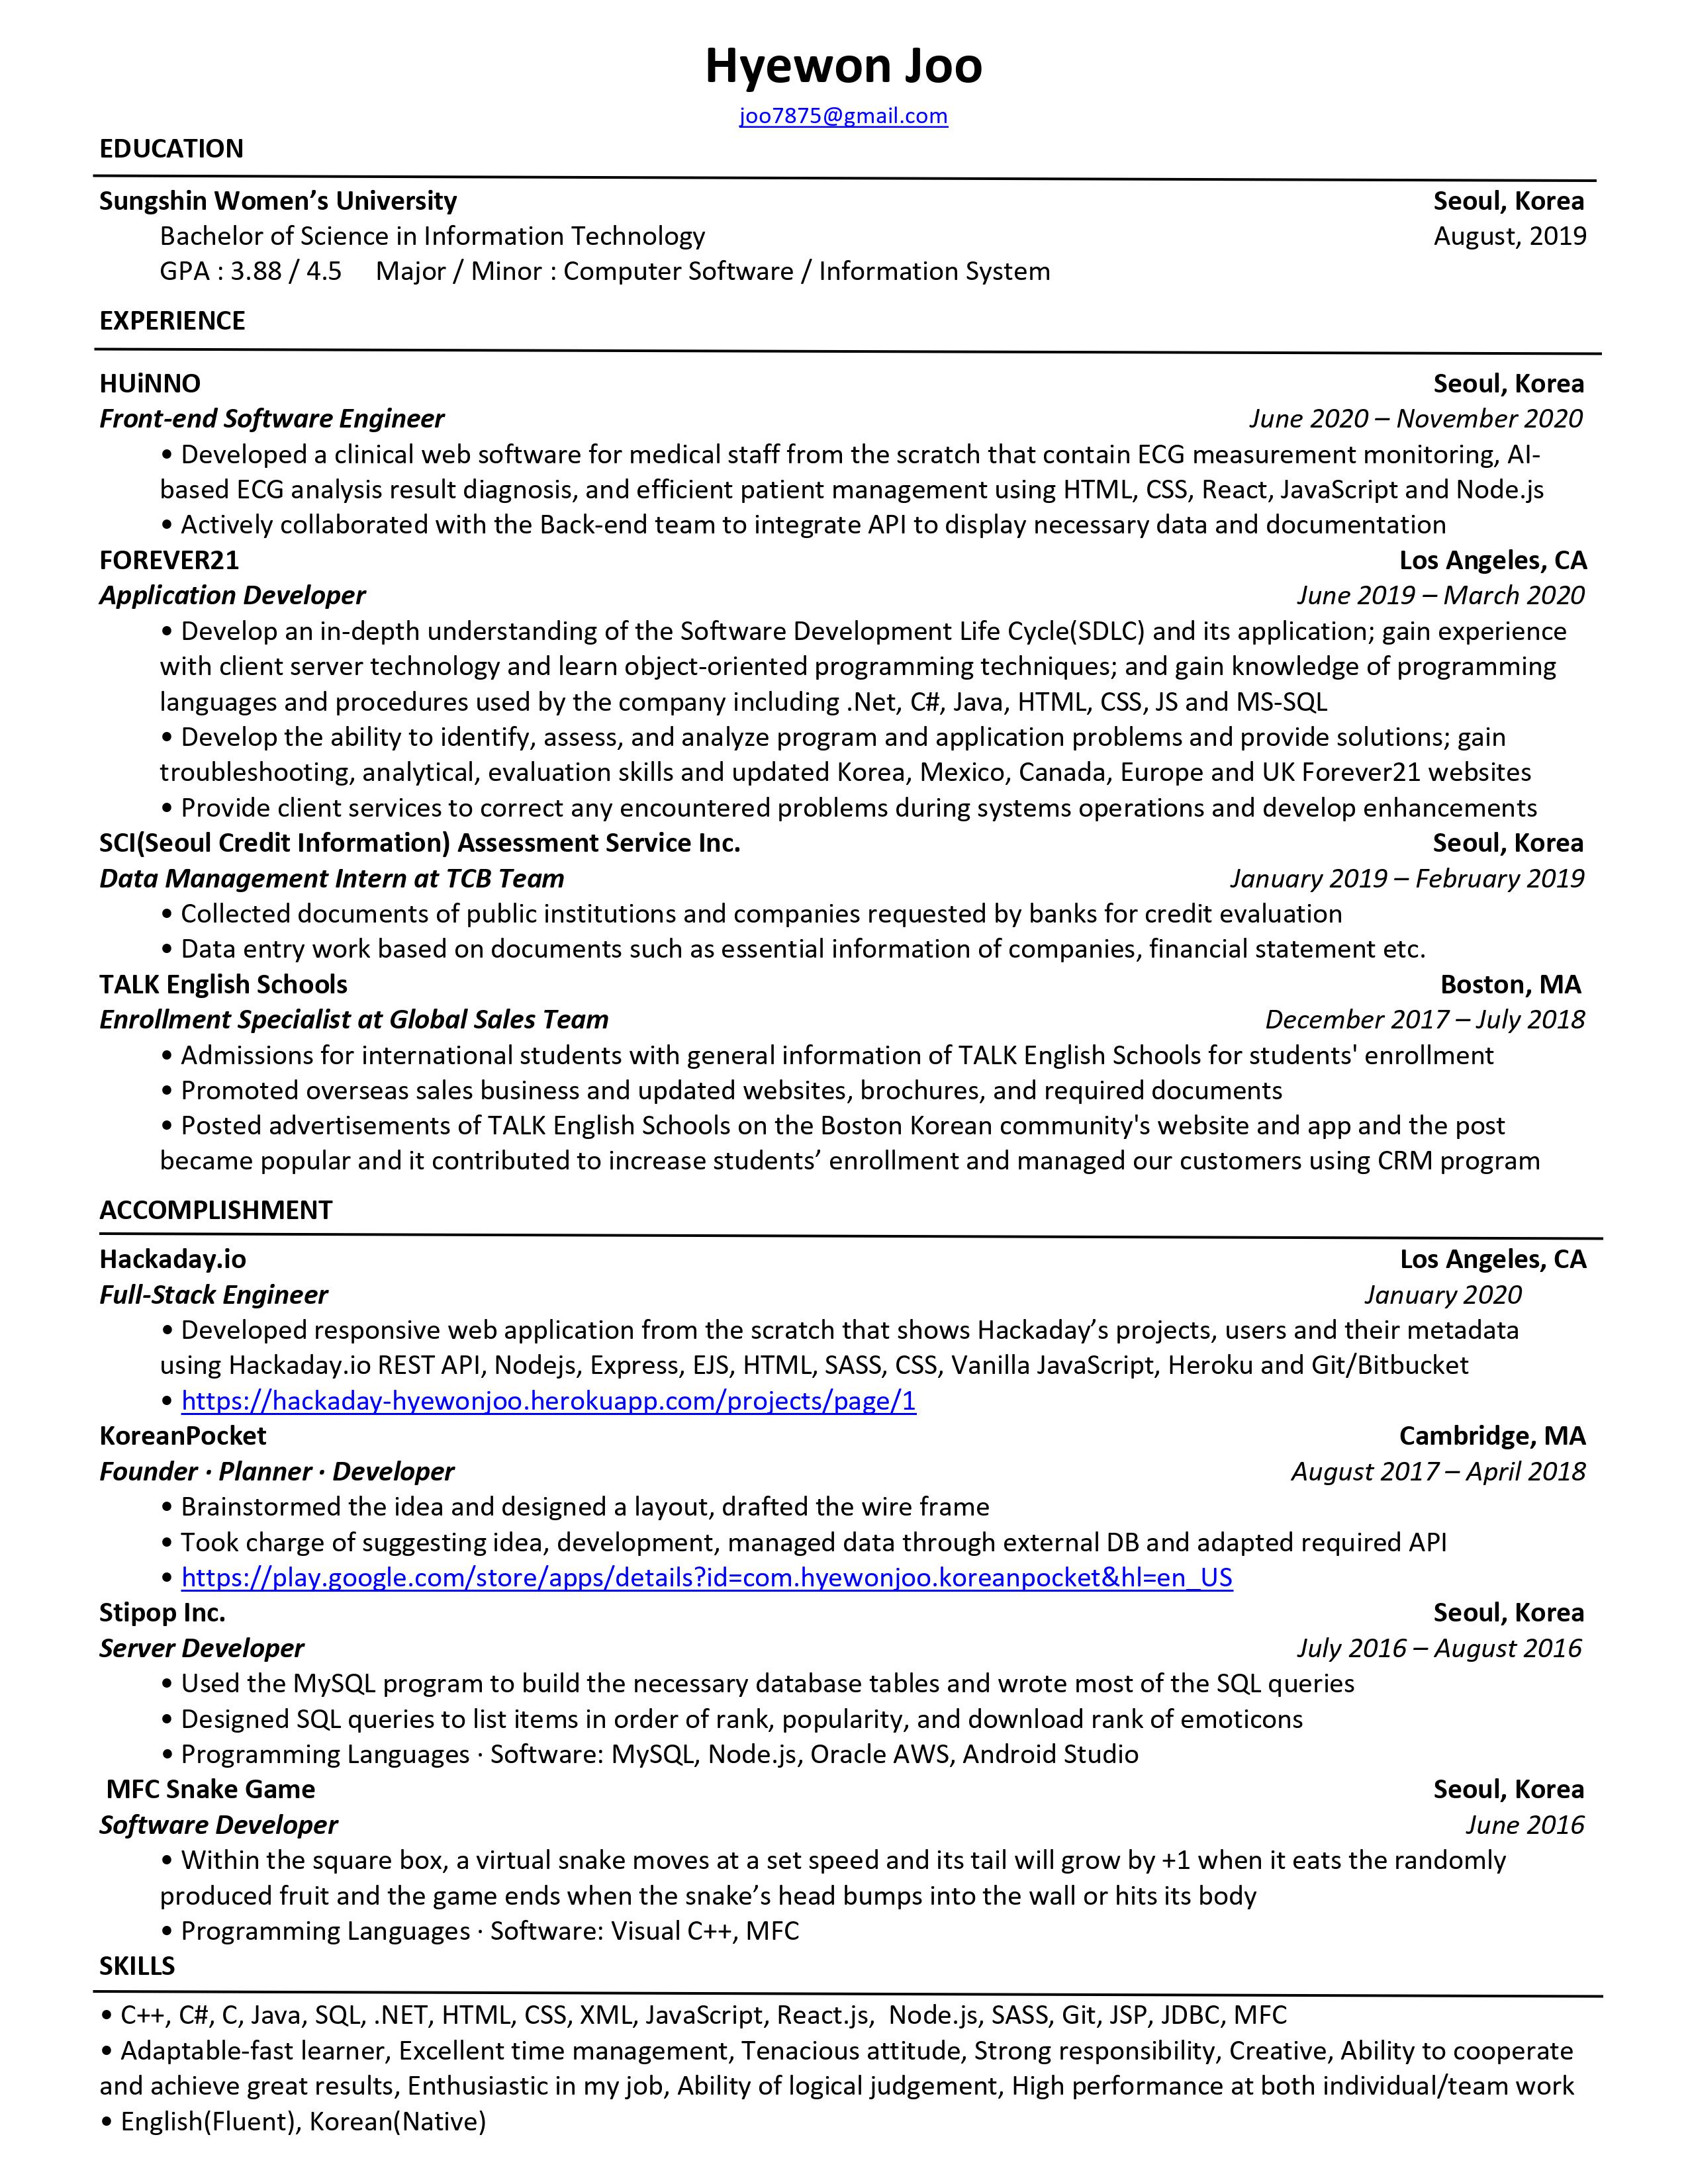 Hyewon Joo
joo7875@gmail.com
EDUCATION
Sungshin Women’s University Seoul, Korea
Bachelor of Science in Information Technology August, 2019
GPA : 3.88 / 4.5 Major / Minor : Computer Software / Information System
EXPERIENCE
HUiNNO Seoul, Korea
Front-end Software Engineer June 2020 – November 2020
• Developed a clinical web software for medical staff from the scratch that contain ECG measurement monitoring, AI-
based ECG analysis result diagnosis, and efficient patient management using HTML, CSS, React, JavaScript and Node.js
• Actively collaborated with the Back-end team to integrate API to display necessary data and documentation
FOREVER21 Los Angeles, CA
Application Developer June 2019 – March 2020
• Develop an in-depth understanding of the Software Development Life Cycle(SDLC) and its application; gain experience
with client server technology and learn object-oriented programming techniques; and gain knowledge of programming
languages and procedures used by the company including .Net, C#, Java, HTML, CSS, JS and MS-SQL
• Develop the ability to identify, assess, and analyze program and application problems and provide solutions; gain
troubleshooting, analytical, evaluation skills and updated Korea, Mexico, Canada, Europe and UK Forever21 websites
• Provide client services to correct any encountered problems during systems operations and develop enhancements
SCI(Seoul Credit Information) Assessment Service Inc. Seoul, Korea
Data Management Intern at TCB Team January 2019 – February 2019
• Collected documents of public institutions and companies requested by banks for credit evaluation
• Data entry work based on documents such as essential information of companies, financial statement etc.
TALK English Schools Boston, MA
Enrollment Specialist at Global Sales Team December 2017 – July 2018
• Admissions for international students with general information of TALK English Schools for students' enrollment
• Promoted overseas sales business and updated websites, brochures, and required documents
• Posted advertisements of TALK English Schools on the Boston Korean community's website and app and the post
became popular and it contributed to increase students’ enrollment and managed our customers using CRM program
ACCOMPLISHMENT
Hackaday.io Los Angeles, CA
Full-Stack Engineer January 2020
• Developed responsive web application from the scratch that shows Hackaday’s projects, users and their metadata
using Hackaday.io REST API, Nodejs, Express, EJS, HTML, SASS, CSS, Vanilla JavaScript, Heroku and Git/Bitbucket
• https://hackaday-hyewonjoo.herokuapp.com/projects/page/1
KoreanPocket Cambridge, MA
Founder · Planner · Developer August 2017 – April 2018
• Brainstormed the idea and designed a layout, drafted the wire frame
• Took charge of suggesting idea, development, managed data through external DB and adapted required API
• https://play.google.com/store/apps/details?id=com.hyewonjoo.koreanpocket&hl=en_US
Stipop Inc. Seoul, Korea
Server Developer July 2016 – August 2016
• Used the MySQL program to build the necessary database tables and wrote most of the SQL queries
• Designed SQL queries to list items in order of rank, popularity, and download rank of emoticons
• Programming Languages · Software: MySQL, Node.js, Oracle AWS, Android Studio
MFC Snake Game Seoul, Korea
Software Developer June 2016
• Within the square box, a virtual snake moves at a set speed and its tail will grow by +1 when it eats the randomly
produced fruit and the game ends when the snake’s head bumps into the wall or hits its body
• Programming Languages · Software: Visual C++, MFC
SKILLS
• C++, C#, C, Java, SQL, .NET, HTML, CSS, XML, JavaScript, React.js, Node.js, SASS, Git, JSP, JDBC, MFC
• Adaptable-fast learner, Excellent time management, Tenacious attitude, Strong responsibility, Creative, Ability to cooperate
and achieve great results, Enthusiastic in my job, Ability of logical judgement, High performance at both individual/team work
• English(Fluent), Korean(Native)